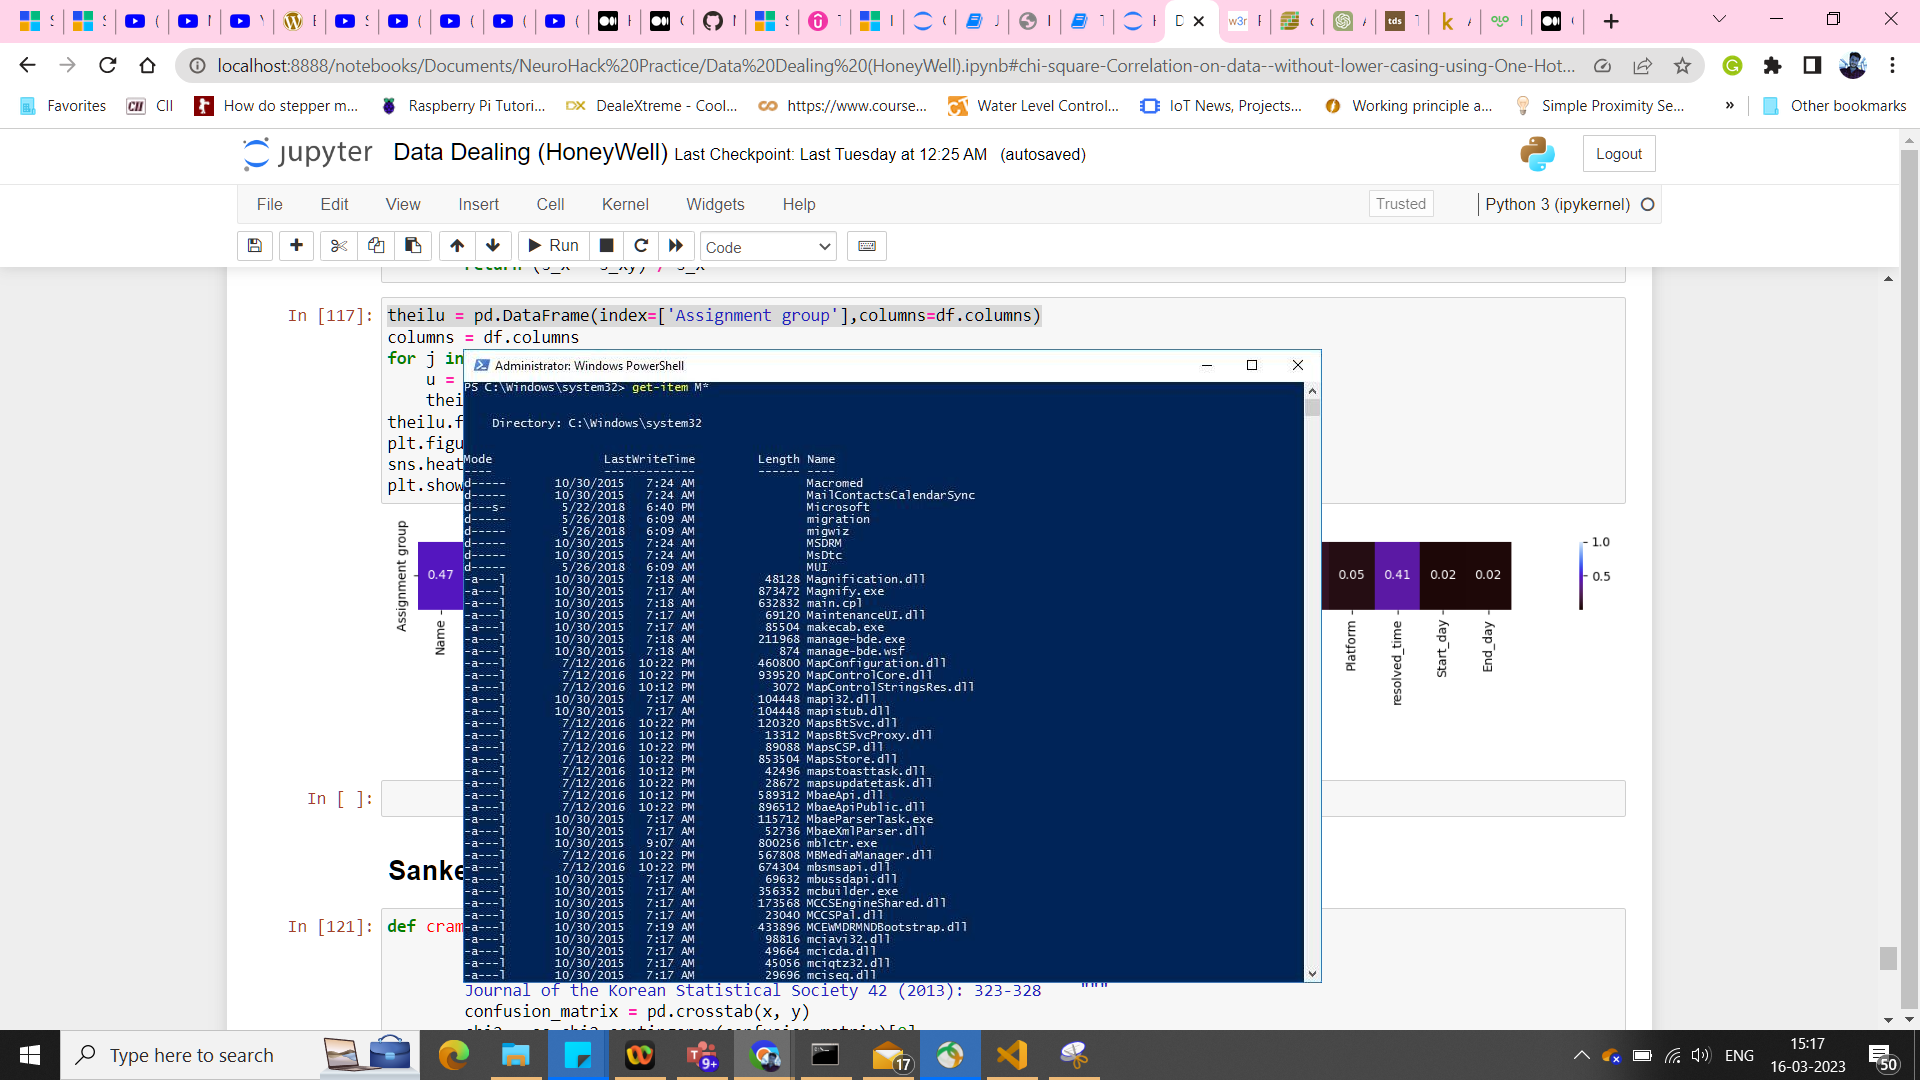 localhost:8888/notebooks/Documents/NeuroHack%20Practice/Data%20Dealing%20(HoneyWell).ipynb#chi-square-Correlation-on-data--without-lower-casing-using-One-Hot...
Favorites CII How do stepper m... Raspberry Pi Tutori... DX DealeXtreme - Cool... https://www.course... Water Level Control... IoT News, Projects... Working principle a... Simple Proximity Se... » Other bookmarks
jupyter Data Dealing (HoneyWell) Last Checkpoint: Last Tuesday at 12:25 AM (autosaved) Logout
File Edit View Insert Cell Kernel Widgets Help Trusted Python 3 (ipykernel)
Run Code
In [117]: theilu = pd.DataFrame(index=['Assignment group'],columns=df.columns)
columns = df.columns
for j in
u =
thei
theilu.f
plt.figu
sns.heat
plt.show
Administrator: Windows PowerShell
PS C:\Windows\system32> get-item M*
Directory: C:\Windows\system32
Mode LastWriteTime Length Name
---- ------------- ------ ----
d----- 10/30/2015 7:24 AM Macromed
d----- 10/30/2015 7:24 AM MailContactsCalendarSync
d---s- 5/22/2018 6:40 PM Microsoft
d----- 5/26/2018 6:09 AM migration
d----- 5/26/2018 6:09 AM migwiz
d----- 10/30/2015 7:24 AM MSDRM
d----- 10/30/2015 7:24 AM MsDtc
d----- 5/26/2018 6:09 AM MUI
-a---l 10/30/2015 7:18 AM 48128 Magnification.dll
-a---l 10/30/2015 7:17 AM 873472 Magnify.exe
-a---l 10/30/2015 7:18 AM 632832 main.cpl
-a---l 10/30/2015 7:17 AM 69120 MaintenanceUI.dll
-a---l 10/30/2015 7:17 AM 85504 makecab.exe
-a---l 10/30/2015 7:18 AM 211968 manage-bde.exe
-a---l 10/30/2015 7:18 AM 874 manage-bde.wsf
-a---l 7/12/2016 10:22 PM 460800 MapConfiguration.dll
-a---l 7/12/2016 10:22 PM 939520 MapControlCore.dll
-a---l 7/12/2016 10:12 PM 3072 MapControlStringsRes.dll
-a---l 10/30/2015 7:17 AM 104448 mapi32.dll
-a---l 10/30/2015 7:17 AM 104448 mapistub.dll
-a---l 7/12/2016 10:22 PM 120320 MapsBtSvc.dll
-a---l 7/12/2016 10:12 PM 13312 MapsBtSvcProxy.dll
-a---l 7/12/2016 10:22 PM 89088 MapsCSP.dll
-a---l 7/12/2016 10:22 PM 853504 MapsStore.dll
-a---l 7/12/2016 10:12 PM 42496 mapstoasttask.dll
-a---l 7/12/2016 10:22 PM 28672 mapsupdatetask.dll
-a---l 7/12/2016 10:12 PM 589312 MbaeApi.dll
-a---l 7/12/2016 10:22 PM 896512 MbaeApiPublic.dll
-a---l 10/30/2015 7:17 AM 115712 MbaeParserTask.exe
-a---l 10/30/2015 7:17 AM 52736 MbaeXmlParser.dll
-a---l 10/30/2015 9:07 AM 800256 mblctr.exe
-a---l 7/12/2016 10:22 PM 567808 MBMediaManager.dll
-a---l 7/12/2016 10:22 PM 674304 mbsmsapi.dll
-a---l 10/30/2015 7:17 AM 69632 mbussdapi.dll
-a---l 10/30/2015 7:17 AM 356352 mcbuilder.exe
-a---l 10/30/2015 7:17 AM 173568 MCCSEngineShared.dll
-a---l 10/30/2015 7:17 AM 23040 MCCSPal.dll
-a---l 10/30/2015 7:19 AM 433896 MCEWMDRMNDBootstrap.dll
-a---l 10/30/2015 7:17 AM 98816 mciavi32.dll
-a---l 10/30/2015 7:17 AM 49664 mcicda.dll
-a---l 10/30/2015 7:17 AM 45056 mciqtz32.dll
-a---l 10/30/2015 7:17 AM 29696 mciseq.dll
Assignment group
0.47 0.05 0.41 0.02 0.02
1.0
0.5
Name Platform resolved_time Start_day End_day
In [ ]:
Sanke
In [121]: def cram
Journal of the Korean Statistical Society 42 (2013): 323-328 """
confusion_matrix = pd.crosstab(x, y)
Type here to search 9+ 17 ENG 15:17
16-03-2023 50